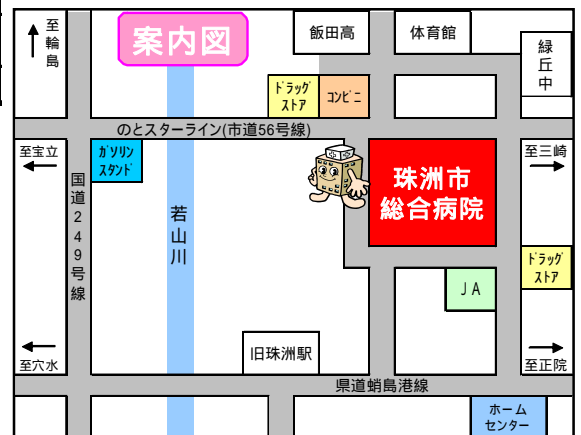 至
輪
島
案内図
飯田高
体育館
緑
丘
中
ﾄﾞﾗｯｸﾞ
ｽﾄｱ
ｺﾝﾋﾞﾆ
のとスターライン(市道56号線)
至宝立
ｶﾞｿﾘﾝ
ｽﾀﾝﾄﾞ
珠洲市
総合病院
至三崎
国
道
2
4
9
号
線
若
山
川
ﾄﾞﾗｯｸﾞ
ｽﾄｱ
ＪＡ
旧珠洲駅
至穴水
至正院
県道蛸島港線
ホーム
センター